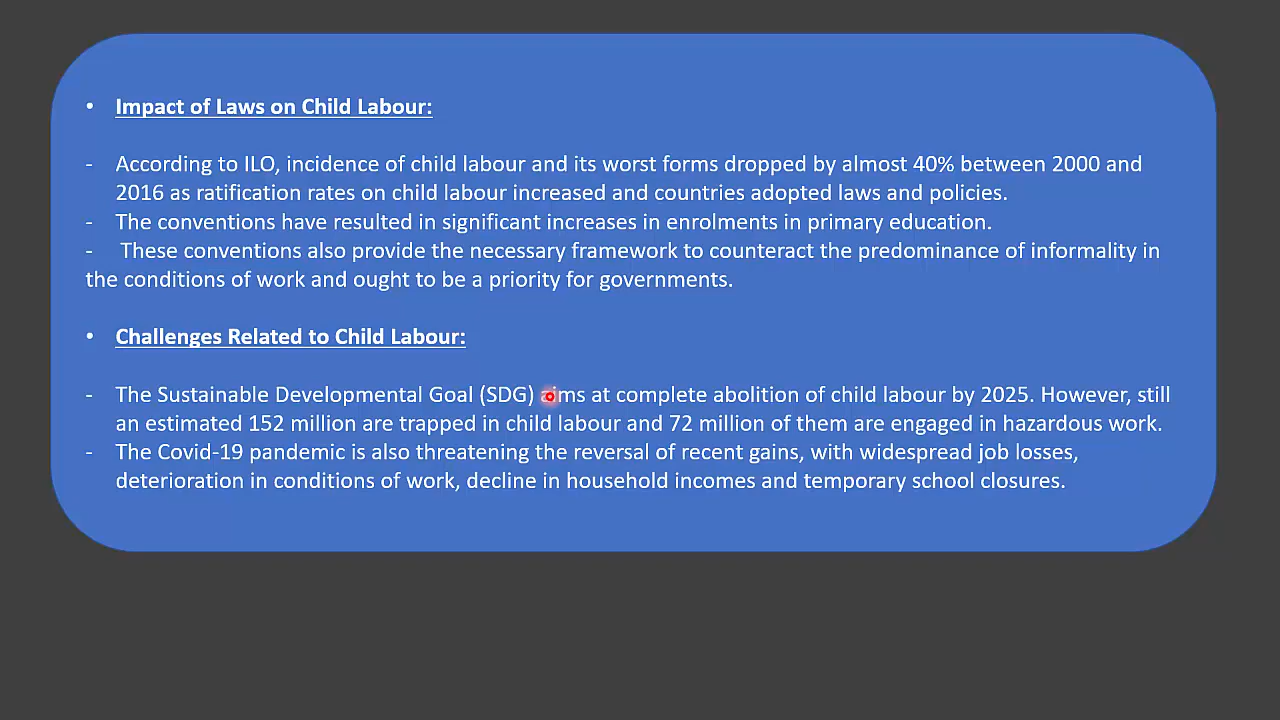 • Impact of Laws on Child Labour:
- According to ILO, incidence of child labour and its worst forms dropped by almost 40% between 2000 and
2016 as ratification rates on child labour increased and countries adopted laws and policies.
- The conventions have resulted in significant increases in enrolments in primary education.
- These conventions also provide the necessary framework to counteract the predominance of informality in
the conditions of work and ought to be a priority for governments.
• Challenges Related to Child Labour:
- The Sustainable Developmental Goal (SDG) aims at complete abolition of child labour by 2025. However, still
an estimated 152 million are trapped in child labour and 72 million of them are engaged in hazardous work.
- The Covid-19 pandemic is also threatening the reversal of recent gains, with widespread job losses,
deterioration in conditions of work, decline in household incomes and temporary school closures.